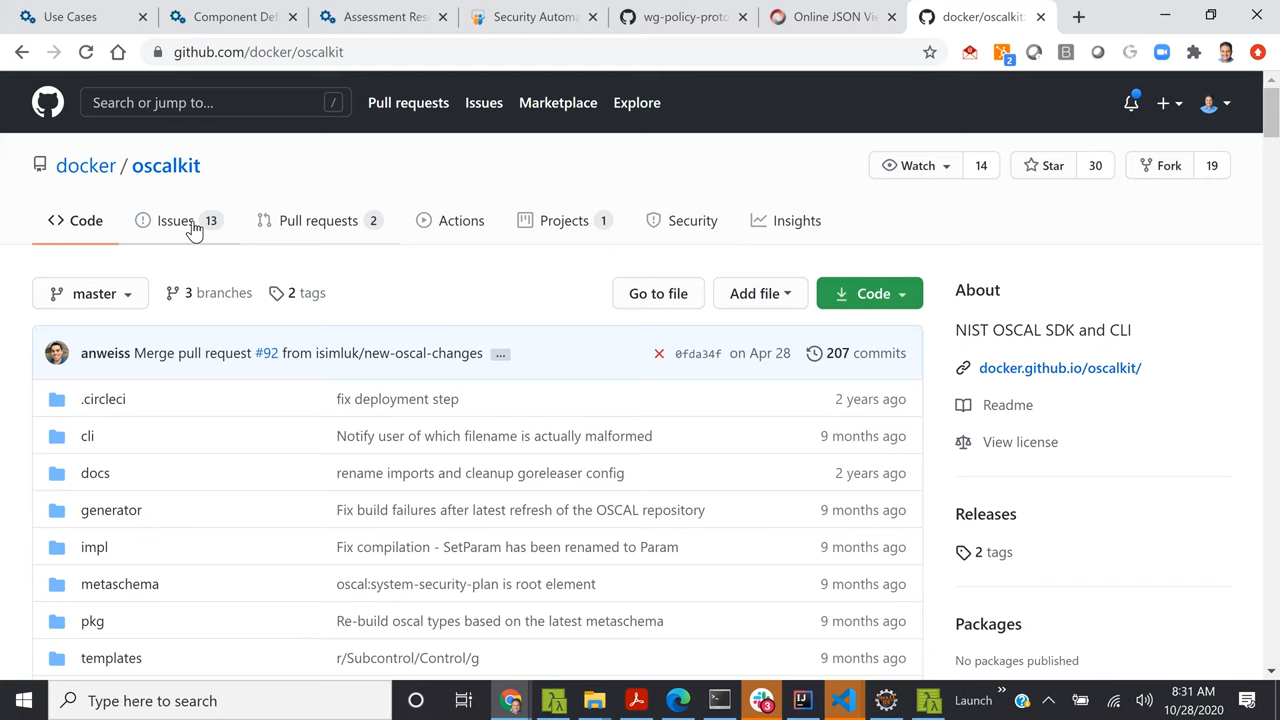 Use Cases
Component Def
Assessment Res
Security Automa
wg-policy-proto
Online JSON Vie
docker/oscalkit:
github.com/docker/oscalkit
2
B
G
Search or jump to...
/
Pull requests
Issues
Marketplace
Explore
docker / oscalkit
Watch
14
Star
30
Fork
19
Code
Issues 13
Pull requests 2
Actions
Projects 1
Security
Insights
master
3 branches
2 tags
Go to file
Add file
Code
About
NIST OSCAL SDK and CLI
docker.github.io/oscalkit/
Readme
View license
Releases
2 tags
Packages
No packages published
anweiss Merge pull request #92 from isimluk/new-oscal-changes ... 0fda34f on Apr 28 207 commits
.circleci fix deployment step 2 years ago
cli Notify user of which filename is actually malformed 9 months ago
docs rename imports and cleanup goreleaser config 2 years ago
generator Fix build failures after latest refresh of the OSCAL repository 9 months ago
impl Fix compilation - SetParam has been renamed to Param 9 months ago
metaschema oscal:system-security-plan is root element 9 months ago
pkg Re-build oscal types based on the latest metaschema 9 months ago
templates r/Subcontrol/Control/g 9 months ago
Type here to search
3
Launch
8:31 AM
10/28/2020